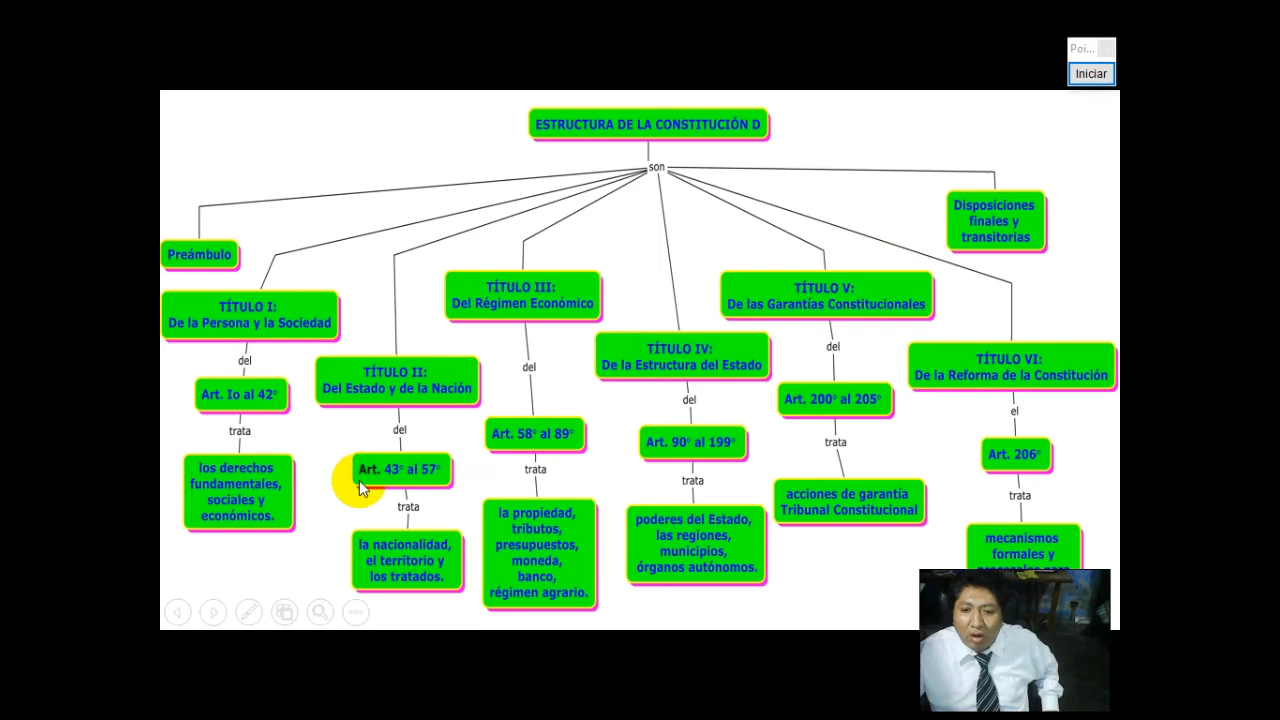 Poi...
Iniciar
ESTRUCTURA DE LA CONSTITUCIÓN D
son
Disposiciones
finales y
transitorias
Preámbulo
TÍTULO I:
De la Persona y la Sociedad
del
Art. Io al 42°
trata
los derechos
fundamentales,
sociales y
económicos.
TÍTULO II:
Del Estado y de la Nación
del
Art. 43° al 57°
trata
la nacionalidad,
el territorio y
los tratados.
TÍTULO III:
Del Régimen Económico
del
Art. 58° al 89°
trata
la propiedad,
tributos,
presupuestos,
moneda,
banco,
régimen agrario.
TÍTULO IV:
De la Estructura del Estado
del
Art. 90° al 199°
trata
poderes del Estado,
las regiones,
municipios,
órganos autónomos.
TÍTULO V:
De las Garantías Constitucionales
del
Art. 200° al 205°
trata
acciones de garantía
Tribunal Constitucional
TÍTULO VI:
De la Reforma de la Constitución
el
Art. 206°
trata
mecanismos
formales y